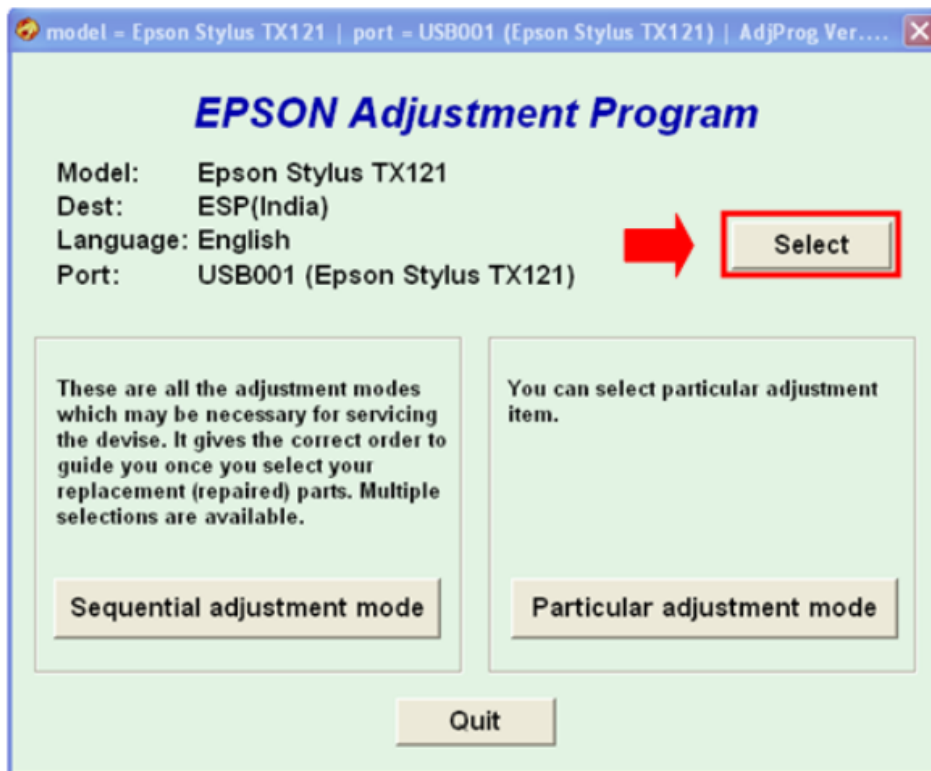 model = Epson Stylus TX121 | port = USB001 (Epson Stylus TX121) | AdjProg Ver....
EPSON Adjustment Program
Model: Epson Stylus TX121
Dest: ESP(India)
Language: English
Port: USB001 (Epson Stylus TX121)
Select
These are all the adjustment modes
which may be necessary for servicing
the devise. It gives the correct order to
guide you once you select your
replacement (repaired) parts. Multiple
selections are available.
Sequential adjustment mode
You can select particular adjustment
item.
Particular adjustment mode
Quit